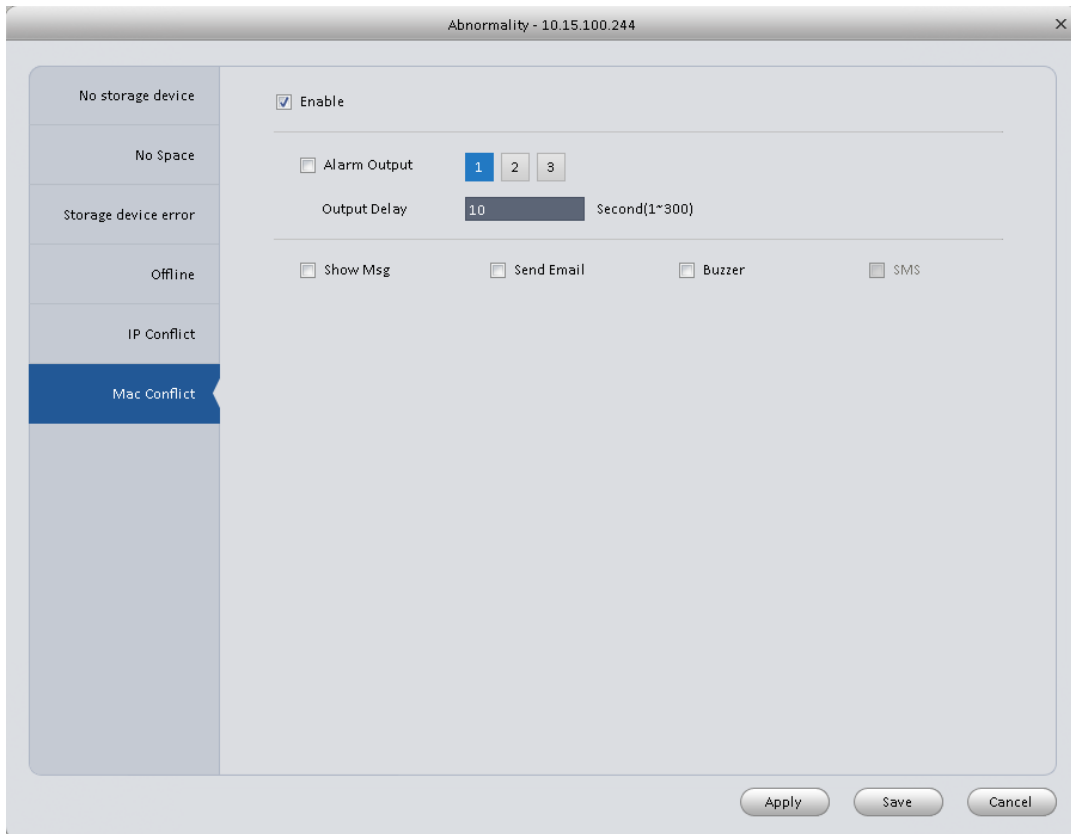 Abnormality - 10.15.100.244
No storage device
No Space
Storage device error
Offline
IP Conflict
Mac Conflict
Enable
Alarm Output 1 2 3
Output Delay 10 Second(1~300)
Show Msg Send Email Buzzer SMS
Apply Save Cancel